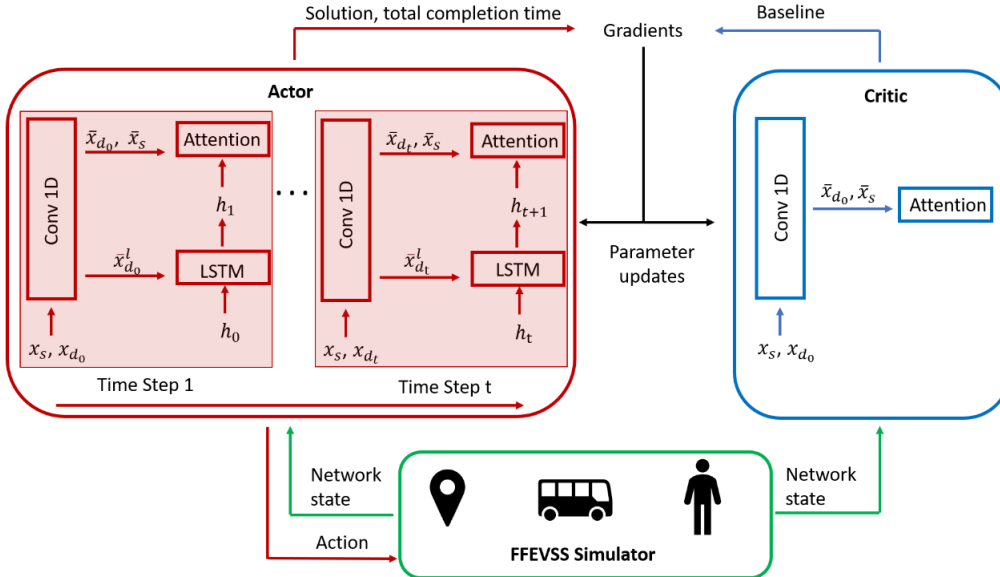 Solution, total completion time
Baseline
Gradients
Actor
Critic
Conv 1D
x̄_{d_0}, x̄_s
Attention
h_1
x̄^l_{d_0}
LSTM
h_0
x_s, x_{d_0}
Time Step 1
...
Conv 1D
x̄_{d_t}, x̄_s
Attention
h_{t+1}
x̄^l_{d_t}
LSTM
h_t
x_s, x_{d_t}
Time Step t
Parameter
updates
Conv 1D
x̄_{d_0}, x̄_s
Attention
x_s, x_{d_0}
Network
state
Action
FFEVSS Simulator
Network
state